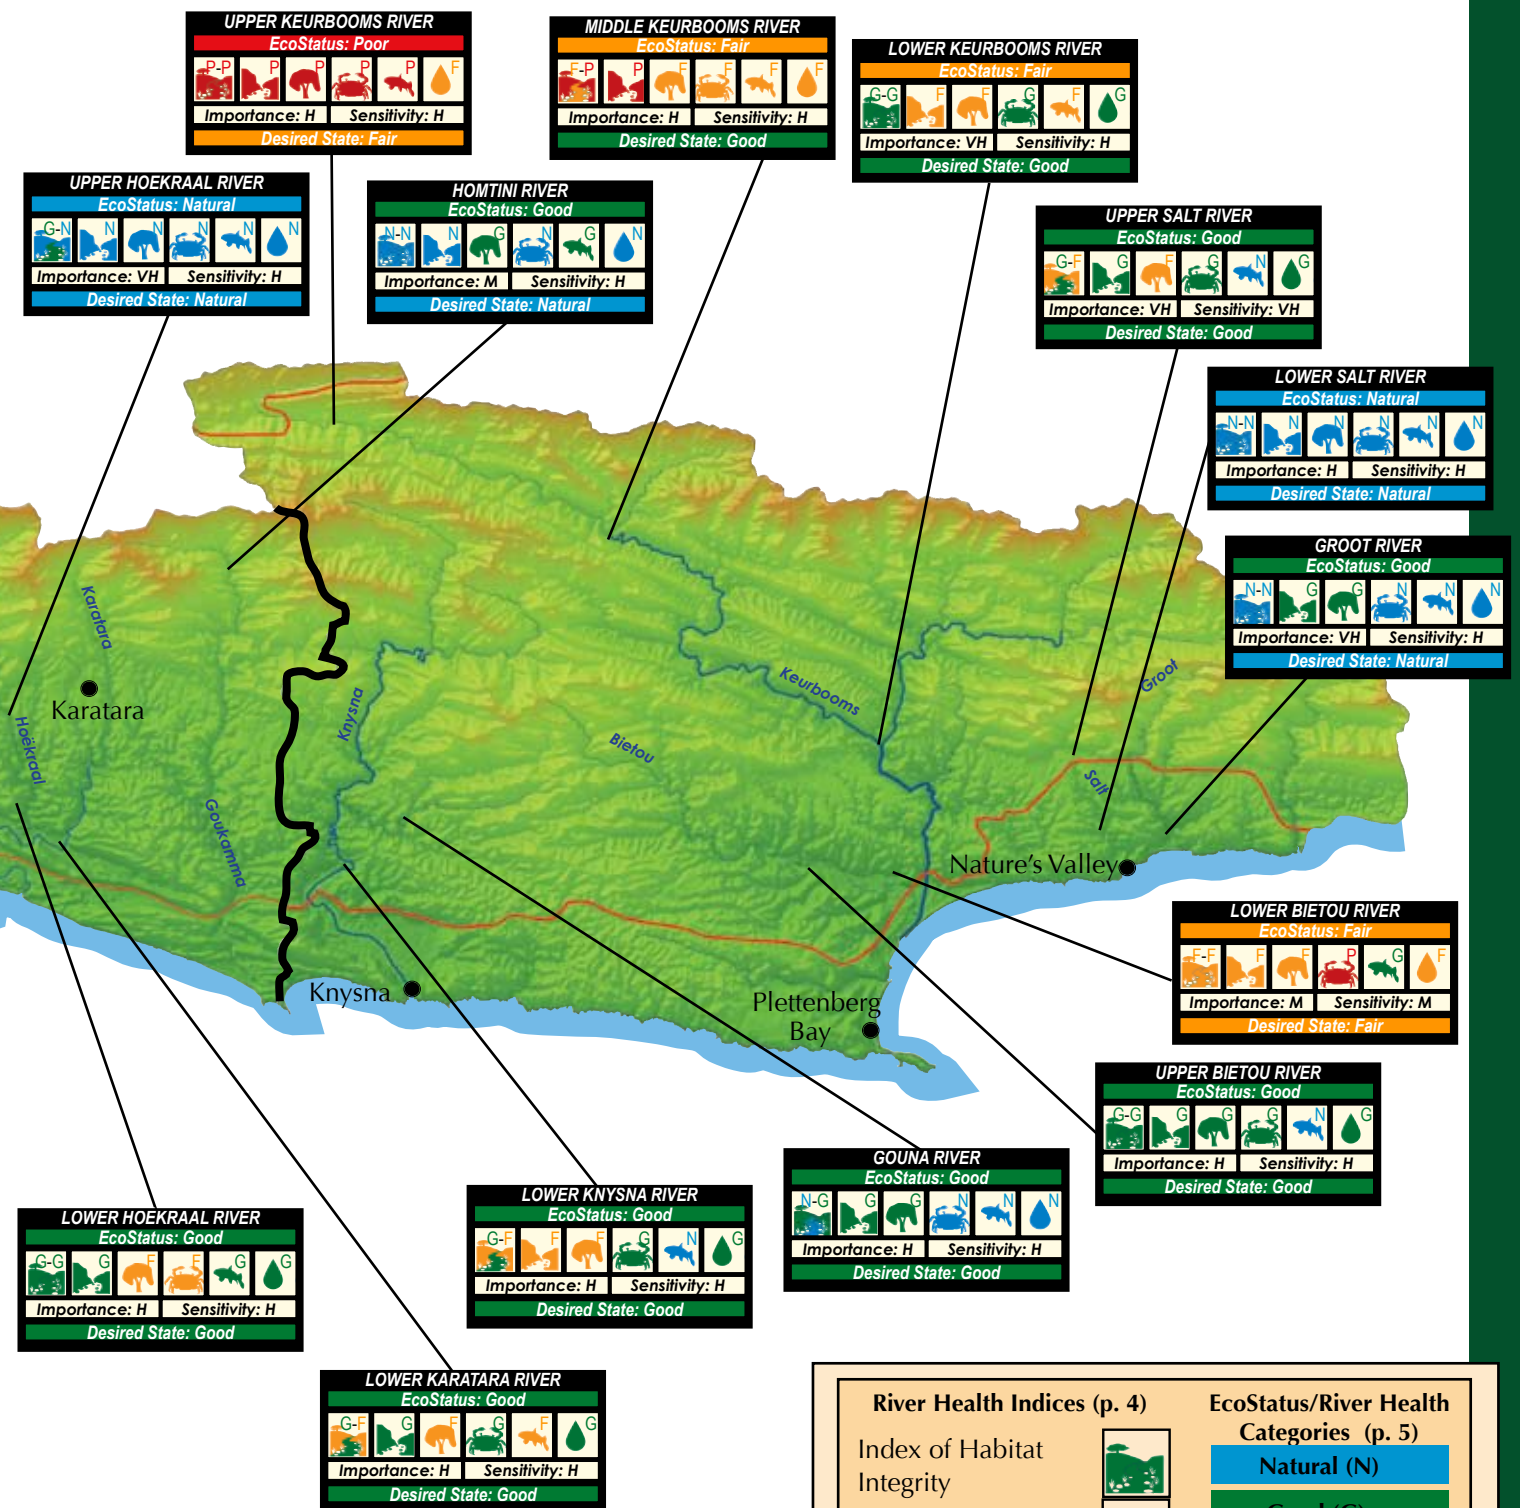 UPPER KEURBOOMS RIVER
EcoStatus: Poor
P-P P P P P F
Importance: H Sensitivity: H
Desired State: Fair
MIDDLE KEURBOOMS RIVER
EcoStatus: Fair
F-P P F F F F
Importance: H Sensitivity: H
Desired State: Good
LOWER KEURBOOMS RIVER
EcoStatus: Fair
G-G F F G F G
Importance: VH Sensitivity: H
Desired State: Good
UPPER HOEKRAAL RIVER
EcoStatus: Natural
G-N N N N N N
Importance: VH Sensitivity: H
Desired State: Natural
HOMTINI RIVER
EcoStatus: Good
N-N N G N G N
Importance: M Sensitivity: H
Desired State: Natural
UPPER SALT RIVER
EcoStatus: Good
G-F G F G N G
Importance: VH Sensitivity: VH
Desired State: Good
LOWER SALT RIVER
EcoStatus: Natural
N-N N N N N N
Importance: H Sensitivity: H
Desired State: Natural
GROOT RIVER
EcoStatus: Good
N-N G G N N N
Importance: VH Sensitivity: H
Desired State: Natural
Karatara
Karatara
Hoëkraal
Goukamma
Knysna
Bietou
Keurbooms
Groot
Salt
Nature's Valley
Knysna
Plettenberg
Bay
LOWER BIETOU RIVER
EcoStatus: Fair
F-F F F P G F
Importance: M Sensitivity: M
Desired State: Fair
UPPER BIETOU RIVER
EcoStatus: Good
G-G G G G N G
Importance: H Sensitivity: H
Desired State: Good
GOUNA RIVER
EcoStatus: Good
N-G G G N N N
Importance: H Sensitivity: H
Desired State: Good
LOWER KNYSNA RIVER
EcoStatus: Good
G-F F F G N G
Importance: H Sensitivity: H
Desired State: Good
LOWER HOEKRAAL RIVER
EcoStatus: Good
G-G G F F G G
Importance: H Sensitivity: H
Desired State: Good
LOWER KARATARA RIVER
EcoStatus: Good
G-F G F G F G
Importance: H Sensitivity: H
Desired State: Good
River Health Indices (p. 4)
Index of Habitat
Integrity
EcoStatus/River Health
Categories (p. 5)
Natural (N)
Good (G)